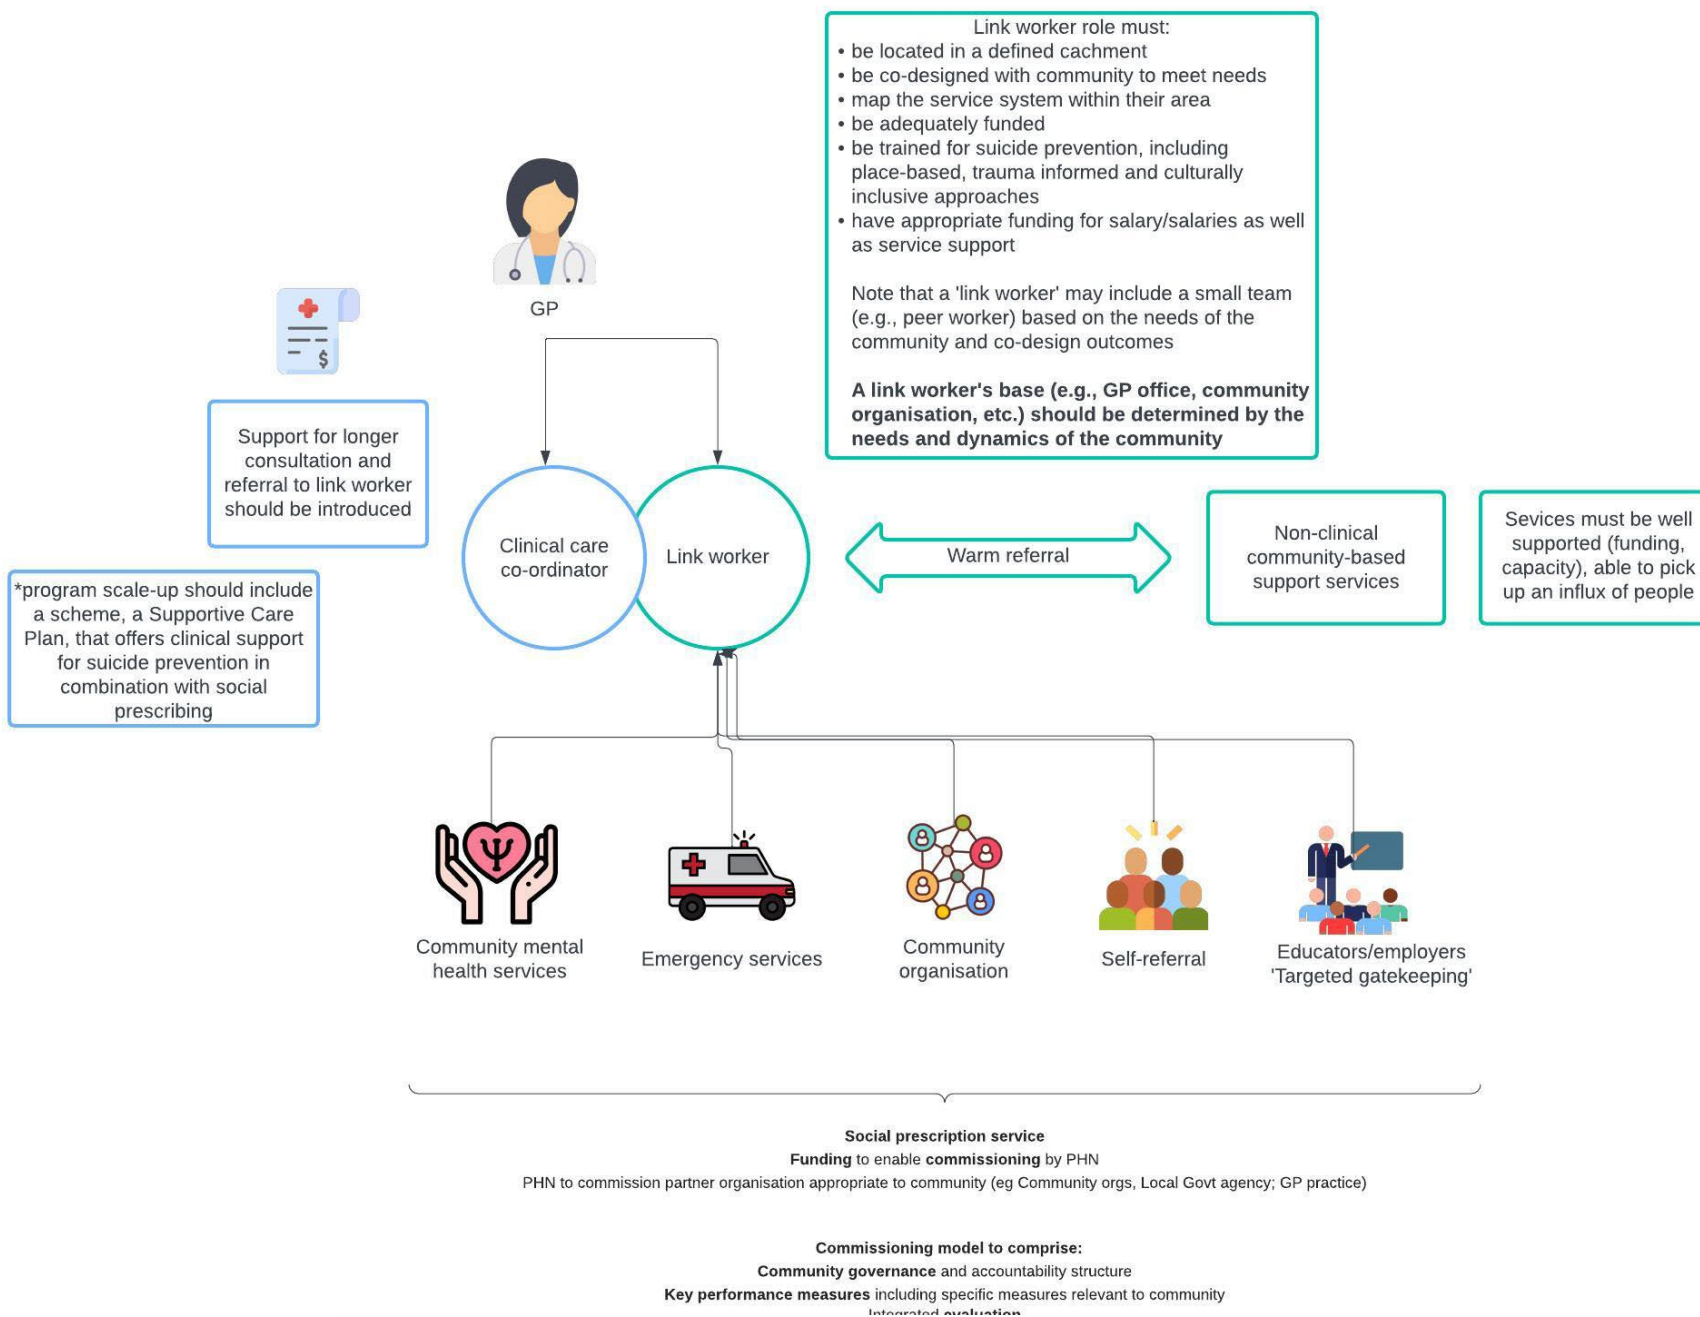 Link worker role must:
• be located in a defined cachment
• be co-designed with community to meet needs
• map the service system within their area
• be adequately funded
• be trained for suicide prevention, including
place-based, trauma informed and culturally
inclusive approaches
• have appropriate funding for salary/salaries as well
as service support
Note that a 'link worker' may include a small team
(e.g., peer worker) based on the needs of the
community and co-design outcomes
A link worker's base (e.g., GP office, community
organisation, etc.) should be determined by the
needs and dynamics of the community
GP
$
Support for longer
consultation and
referral to link worker
should be introduced
*program scale-up should include
a scheme, a Supportive Care
Plan, that offers clinical support
for suicide prevention in
combination with social
prescribing
Clinical care
co-ordinator
Link worker
Warm referral
Non-clinical
community-based
support services
Sevices must be well
supported (funding,
capacity), able to pick
up an influx of people
Community mental
health services
Emergency services
Community
organisation
Self-referral
Educators/employers
'Targeted gatekeeping'
Social prescription service
Funding to enable commissioning by PHN
PHN to commission partner organisation appropriate to community (eg Community orgs, Local Govt agency; GP practice)
Commissioning model to comprise:
Community governance and accountability structure
Key performance measures including specific measures relevant to community
Integrated evaluation